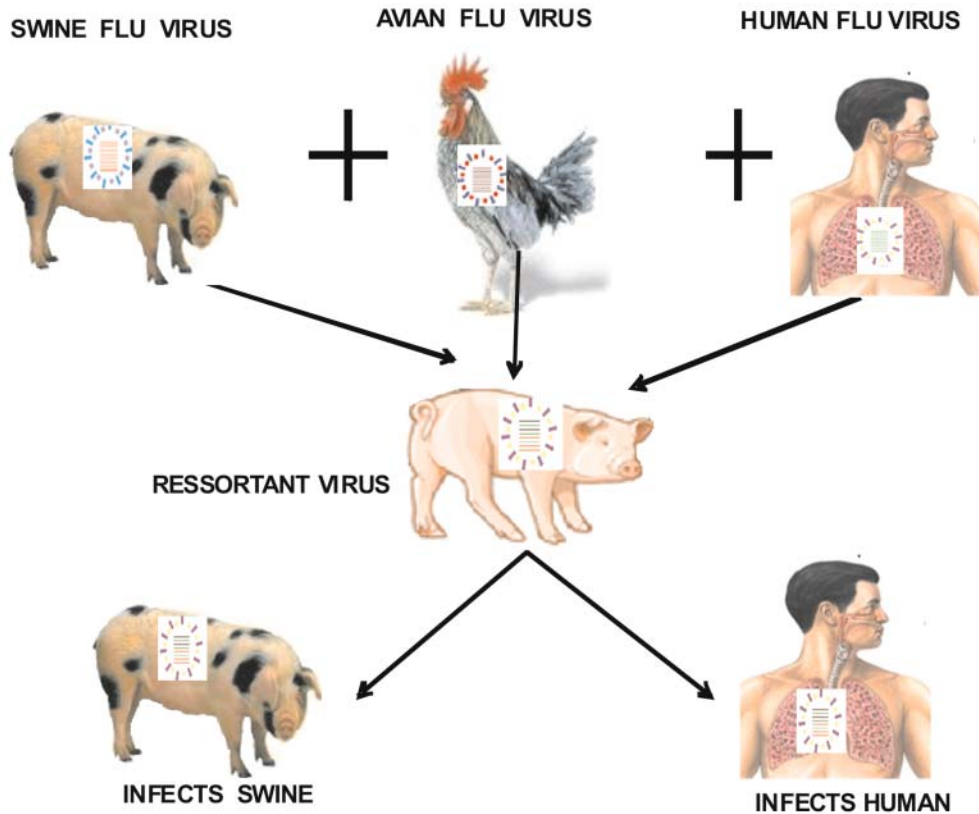 SWINE FLU VIRUS
AVIAN FLU VIRUS
HUMAN FLU VIRUS
RESSORTANT VIRUS
INFECTS SWINE
INFECTS HUMAN